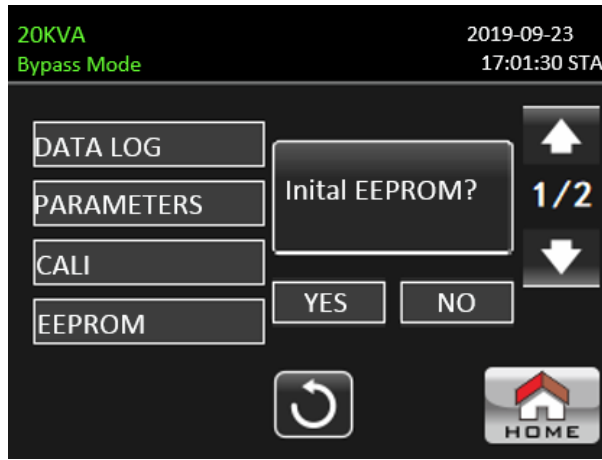 20KVA
2019-09-23
Bypass Mode
17:01:30 STA
DATA LOG
PARAMETERS
CALI
EEPROM
Inital EEPROM?
YES
NO
1/2
HOME